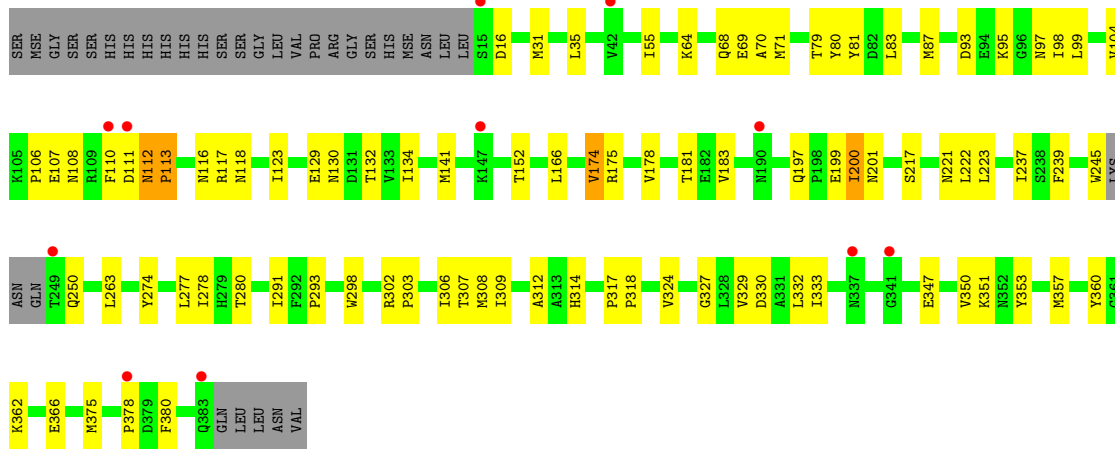 SER MSE GLY SER SER HIS HIS HIS HIS HIS HIS SER SER GLY LEU VAL PRO ARG GLY SER HIS MSE ASN LEU LEU S15 D16 M31 L35 V42 I55 K64 Q68 E69 A70 M71 T79 Y80 Y81 D82 L83 M87 D93 E94 K95 G96 N97 I98 L99
K105 P106 E107 N108 R109 F110 D111 N112 P113 N116 R117 N118 I123 E129 N130 D131 T132 V133 I134 M141 K147 T152 L166 V174 R175 V178 T181 E182 V183 N190 Q197 P198 E199 I200 N201 S217 N221 L222 L223 I237 S238 F239 W245 LYS
ASN GLN T249 Q250 L263 Y274 L277 I278 H279 T280 I291 F292 P293 W298 R302 P303 I306 T307 M308 I309 A312 A313 H314 P317 P318 V324 G327 L328 V329 D330 A331 L332 I333 N337 G341 E347 V350 K351 N352 Y353 M357 Y360 G361
K362 E366 M375 P378 D379 F380 Q383 GLN LEU LEU ASN VAL